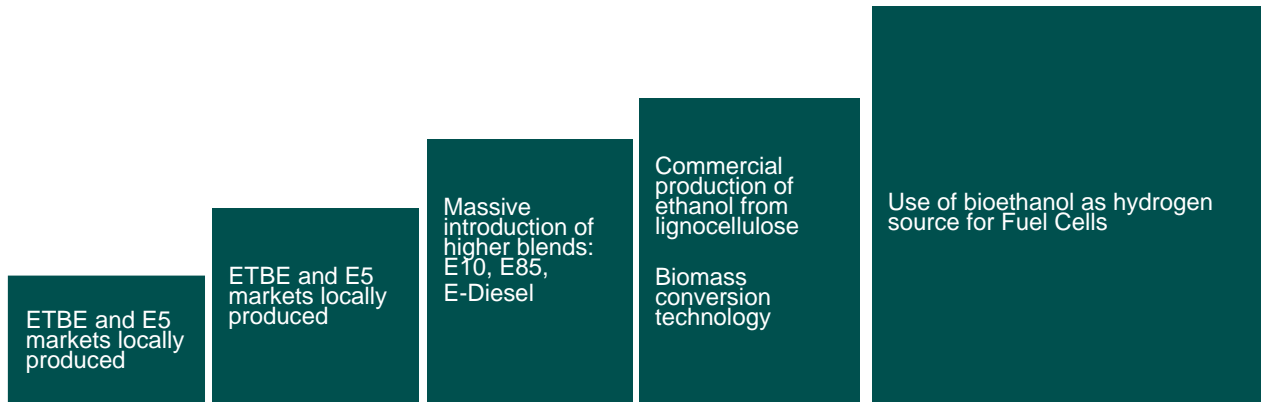 ETBE and E5
markets locally
produced
ETBE and E5
markets locally
produced
Massive
introduction of
higher blends:
E10, E85,
E-Diesel
Commercial
production of
ethanol from
lignocellulose
Biomass
conversion
technology
Use of bioethanol as hydrogen
source for Fuel Cells